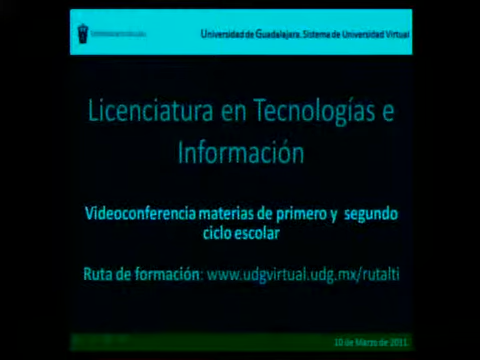 Universidad de Guadalajara. Sistema de Universidad Virtual
Licenciatura en Tecnologías e
Información
Videoconferencia materias de primero y segundo
ciclo escolar
Ruta de formación: www.udgvirtual.udg.mx/rutalti
10 de Marzo de 2011.